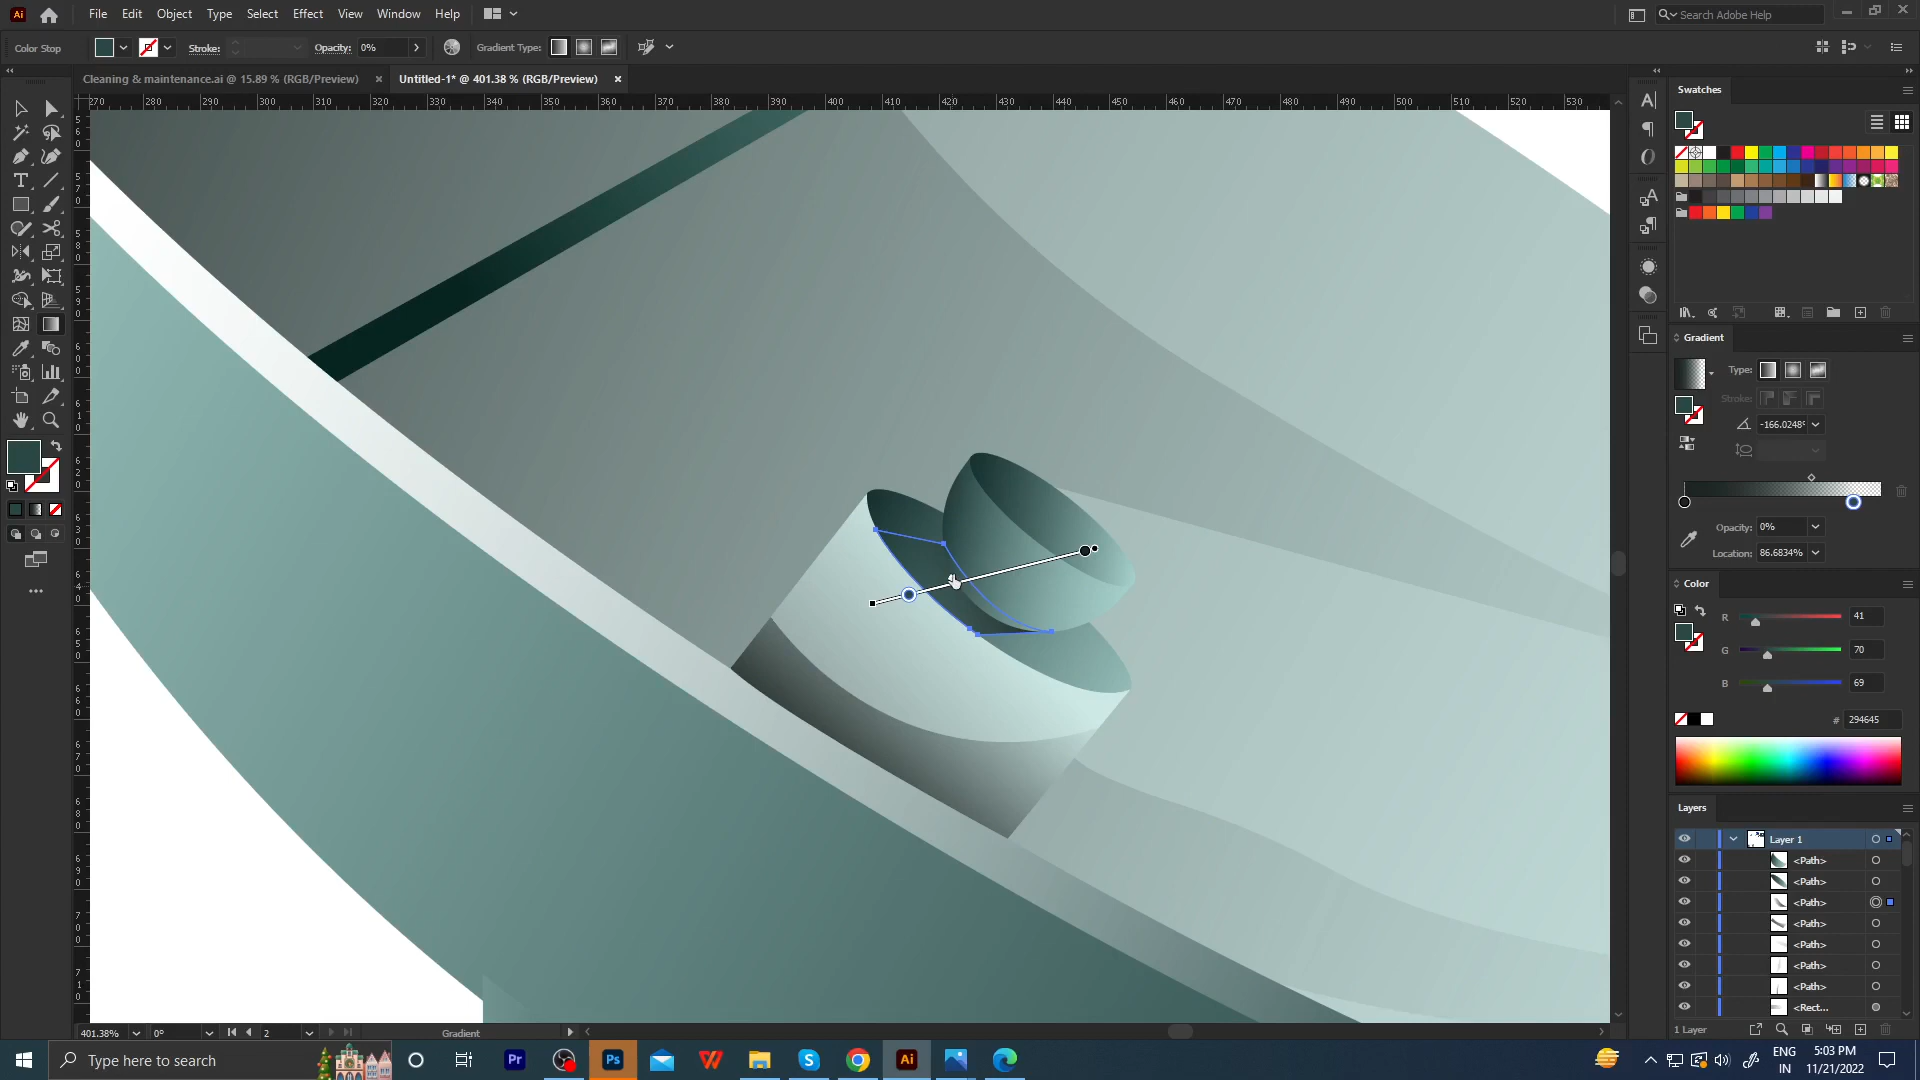 Ai File Edit Object Type Select Effect View Window Help Search Adobe Help
Color Stop Stroke: Opacity: 0% Gradient Type:
Cleaning & maintenance.ai @ 15.89 % (RGB/Preview) × Untitled-1* @ 401.38 % (RGB/Preview) ×
270 280 290 300 310 320 330 340 350 360 370 380 390 400 410 420 430 440 450 460 470 480 490 500 510 520 530
Swatches
Gradient
Type:
Stroke:
-166.0248°
Opacity: 0%
Location: 86.6834%
Color
R 41
G 70
B 69
# 294645
Layers
Layer 1
<Path>
<Path>
<Path>
<Path>
<Path>
<Path>
<Path>
<Rect...
1 Layer
401.38% 0° 2 Gradient
Type here to search Pr Ps Ai
ENG
IN
5:03 PM
11/21/2022